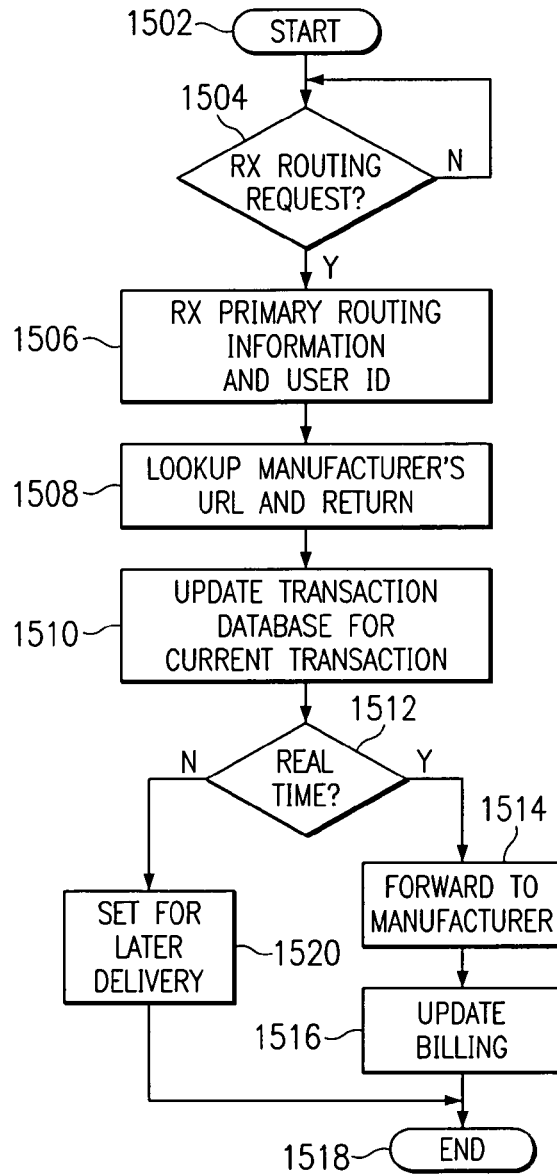 1502
START
1504
RX ROUTING
REQUEST?
N
Y
1506
RX PRIMARY ROUTING
INFORMATION
AND USER ID
1508
LOOKUP MANUFACTURER'S
URL AND RETURN
1510
UPDATE TRANSACTION
DATABASE FOR
CURRENT TRANSACTION
1512
N
REAL
TIME?
Y
1514
FORWARD TO
MANUFACTURER
SET FOR
LATER
DELIVERY
1520
1516
UPDATE
BILLING
1518
END